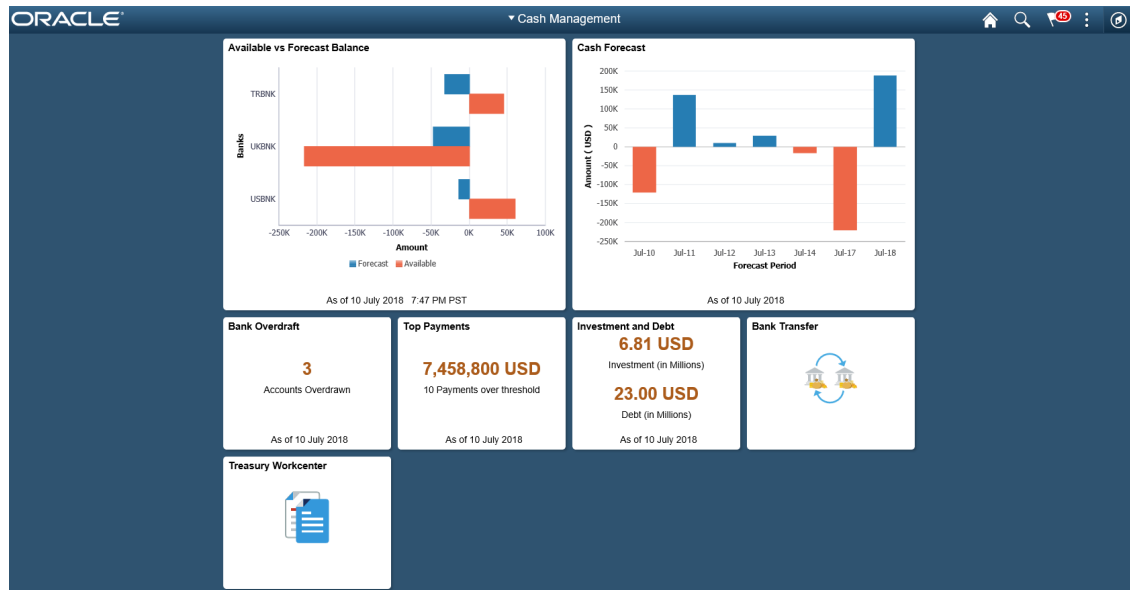 ORACLE
Cash Management
45
Available vs Forecast Balance
Banks
TRBNK
UKBNK
USBNK
-250K -200K -150K -100K -50K 0K 50K 100K
Amount
Forecast Available
As of 10 July 2018 7:47 PM PST
Cash Forecast
Amount ( USD )
200K
150K
100K
50K
0
-50K
-100K
-150K
-200K
-250K
Jul-10 Jul-11 Jul-12 Jul-13 Jul-14 Jul-17 Jul-18
Forecast Period
As of 10 July 2018
Bank Overdraft
3
Accounts Overdrawn
As of 10 July 2018
Top Payments
7,458,800 USD
10 Payments over threshold
As of 10 July 2018
Investment and Debt
6.81 USD
Investment (in Millions)
23.00 USD
Debt (in Millions)
As of 10 July 2018
Bank Transfer
Treasury Workcenter